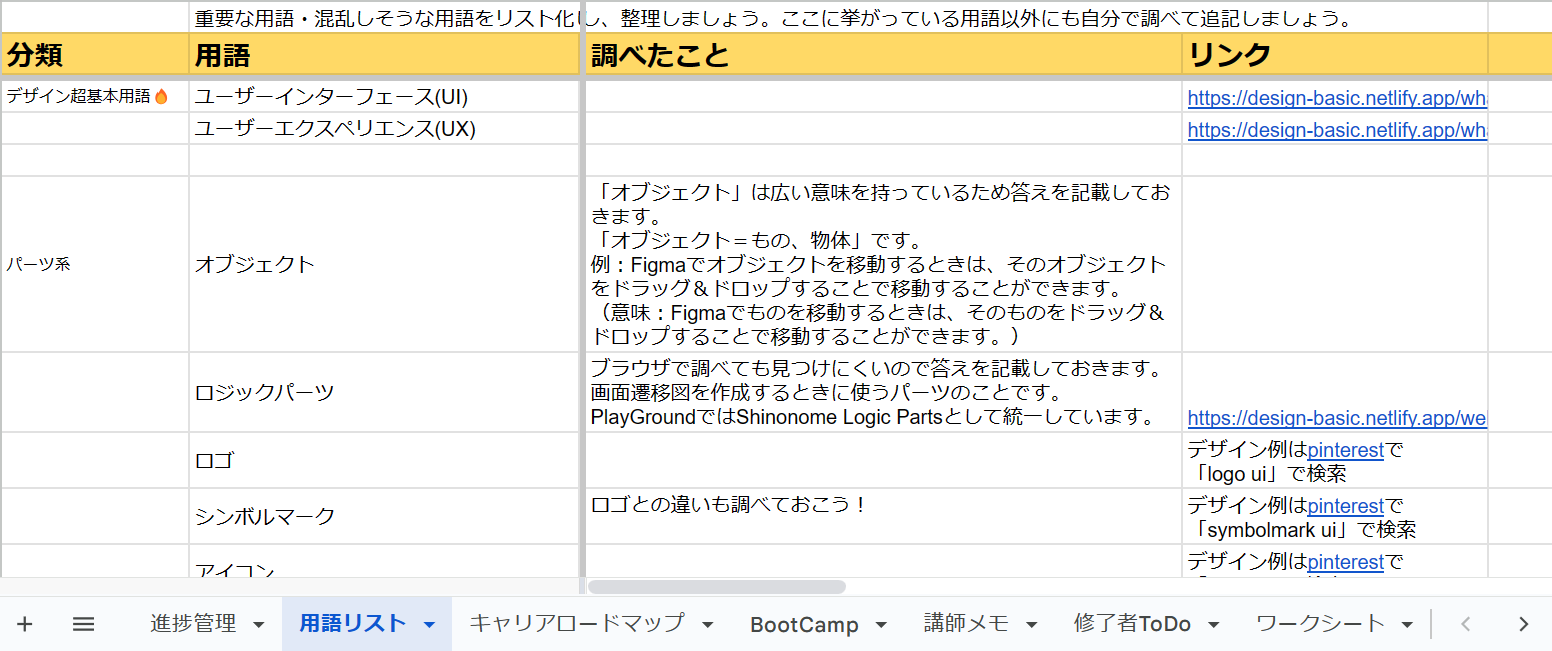 重要な用語・混乱しそうな用語をリスト化し、整理しましょう。ここに挙がっている用語以外にも自分で調べて追記しましょう。
分類 用語 調べたこと リンク
デザイン超基本用語🔥 ユーザーインターフェース(UI) https://design-basic.netlify.app/wh
ユーザーエクスペリエンス(UX) https://design-basic.netlify.app/wh
パーツ系 オブジェクト
「オブジェクト」は広い意味を持っているため答えを記載してお
きます。
「オブジェクト＝もの、物体」です。
例：Figmaでオブジェクトを移動するときは、そのオブジェクト
をドラッグ＆ドロップすることで移動することができます。
（意味：Figmaでものを移動するときは、そのものをドラッグ＆
ドロップすることで移動することができます。）
ロジックパーツ
ブラウザで調べても見つけにくいので答えを記載しておきます。
画面遷移図を作成するときに使うパーツのことです。
PlayGroundではShinonome Logic Partsとして統一しています。
https://design-basic.netlify.app/we
ロゴ
デザイン例はpinterestで
「logo ui」で検索
シンボルマーク
ロゴとの違いも調べておこう！
デザイン例はpinterestで
「symbolmark ui」で検索
アイコン
デザイン例はpinterestで
進捗管理 用語リスト キャリアロードマップ BootCamp 講師メモ 修了者ToDo ワークシート